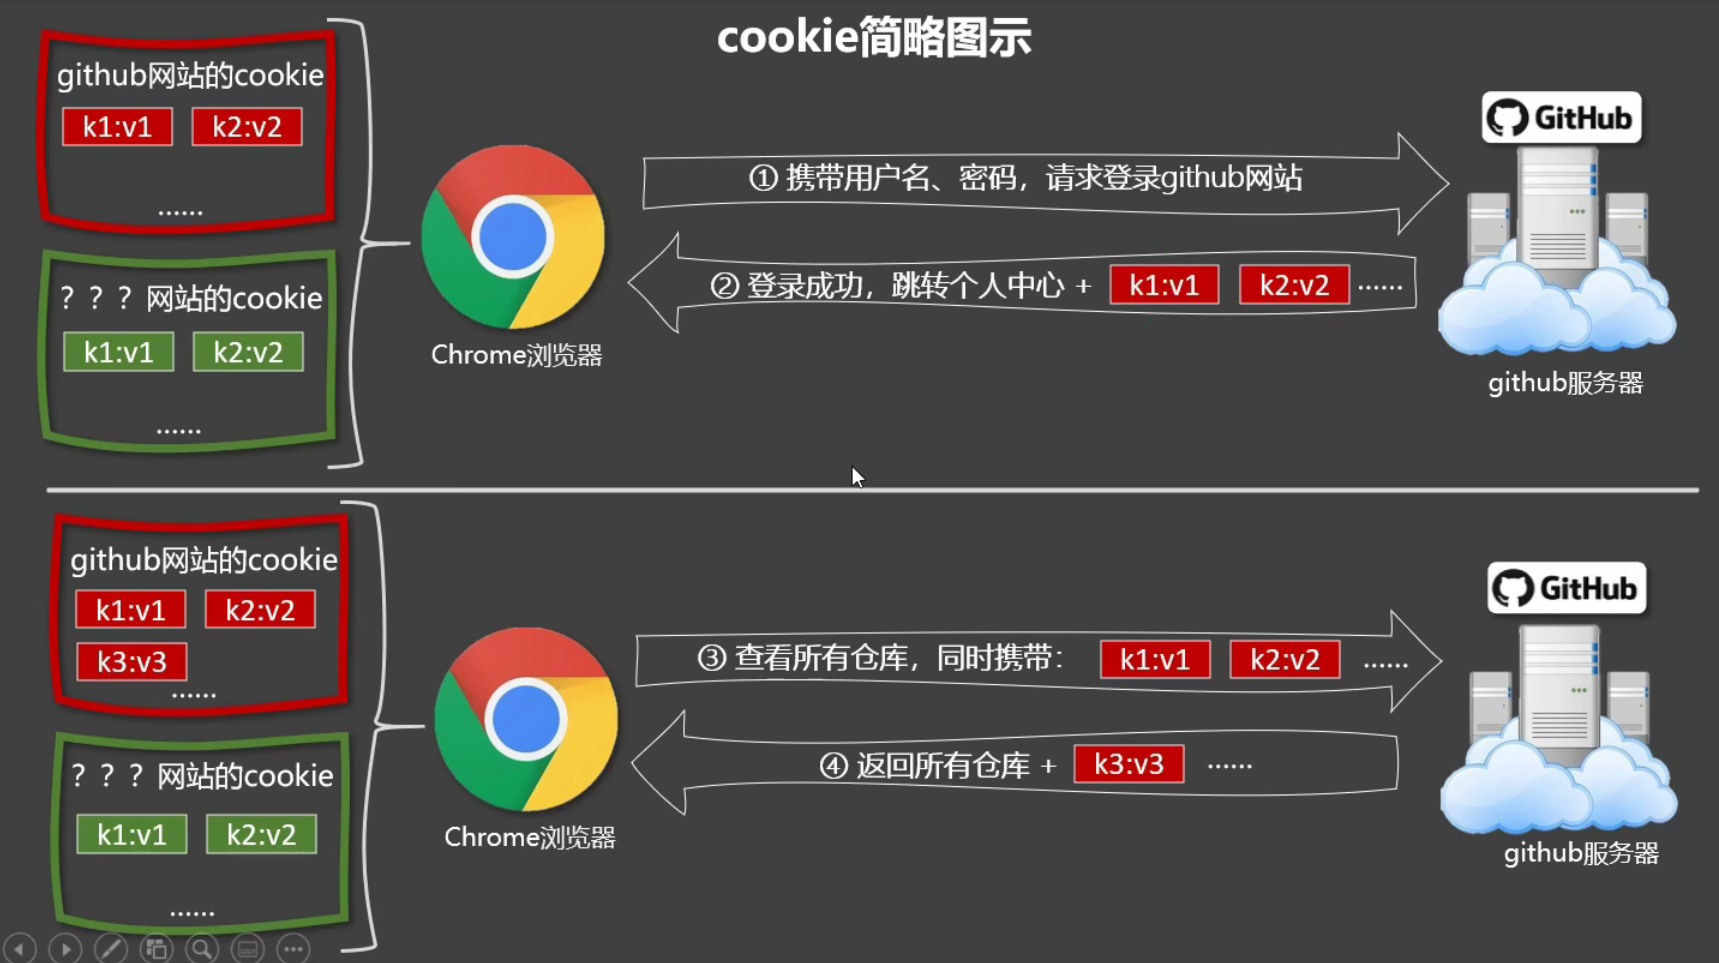 cookie简略图示
github网站的cookie
k1:v1 k2:v2
......
？？？网站的cookie
k1:v1 k2:v2
......
Chrome浏览器
① 携带用户名、密码，请求登录github网站
② 登录成功，跳转个人中心 + k1:v1 k2:v2 ......
GitHub
github服务器
github网站的cookie
k1:v1 k2:v2
k3:v3
......
？？？网站的cookie
k1:v1 k2:v2
......
Chrome浏览器
③ 查看所有仓库，同时携带： k1:v1 k2:v2 ......
④ 返回所有仓库 + k3:v3 ......
GitHub
github服务器